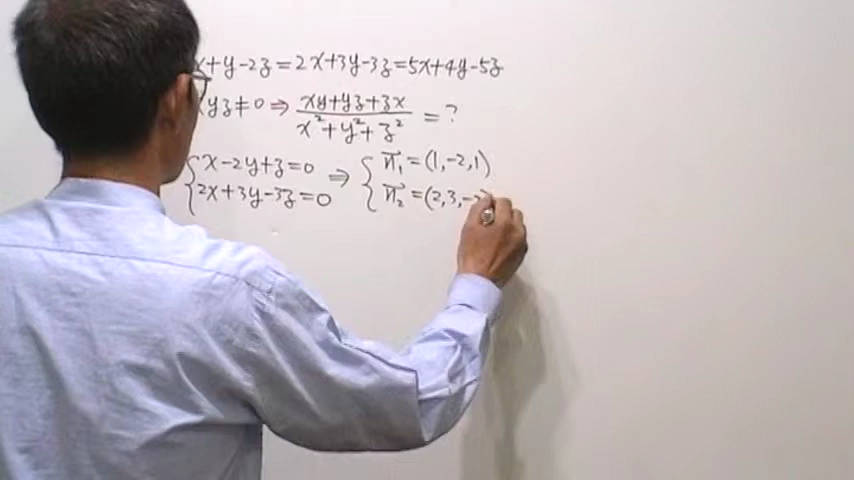 x+y-2z=2x+3y-3z=5x+4y-5z
xyz≠0 ⇒ (xy+yz+zx)/(x²+y²+z²) = ?
{x-2y+z=0 ⇒ {n₁⃗=(1,-2,1)
{2x+3y-3z=0 {n₂⃗=(2,3,-